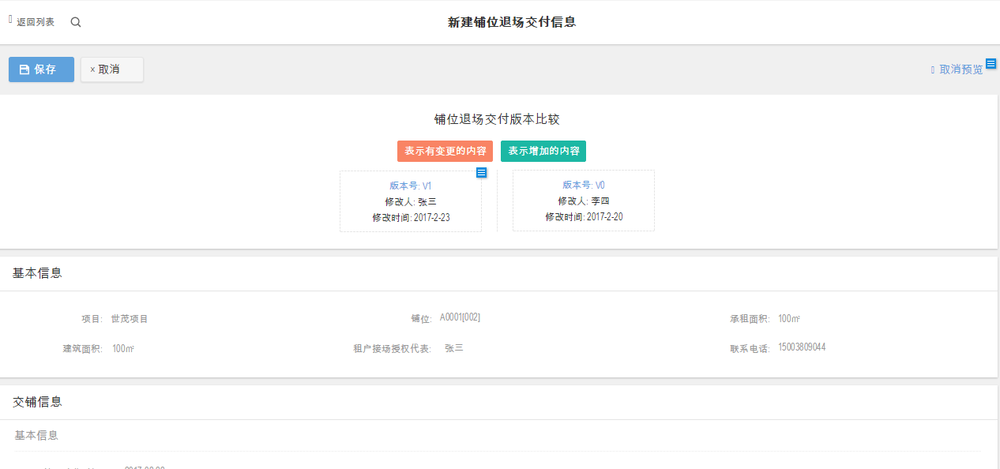 返回列表
新建铺位退场交付信息
保存
× 取消
取消预览
铺位退场交付版本比较
表示有变更的内容 表示增加的内容
版本号: V1
修改人: 张三
修改时间: 2017-2-23
版本号: V0
修改人: 李四
修改时间: 2017-2-20
基本信息
项目: 世茂项目
铺位: A0001[002]
承租面积: 100㎡
建筑面积: 100㎡
租户接场授权代表: 张三
联系电话: 15003809044
交铺信息
基本信息